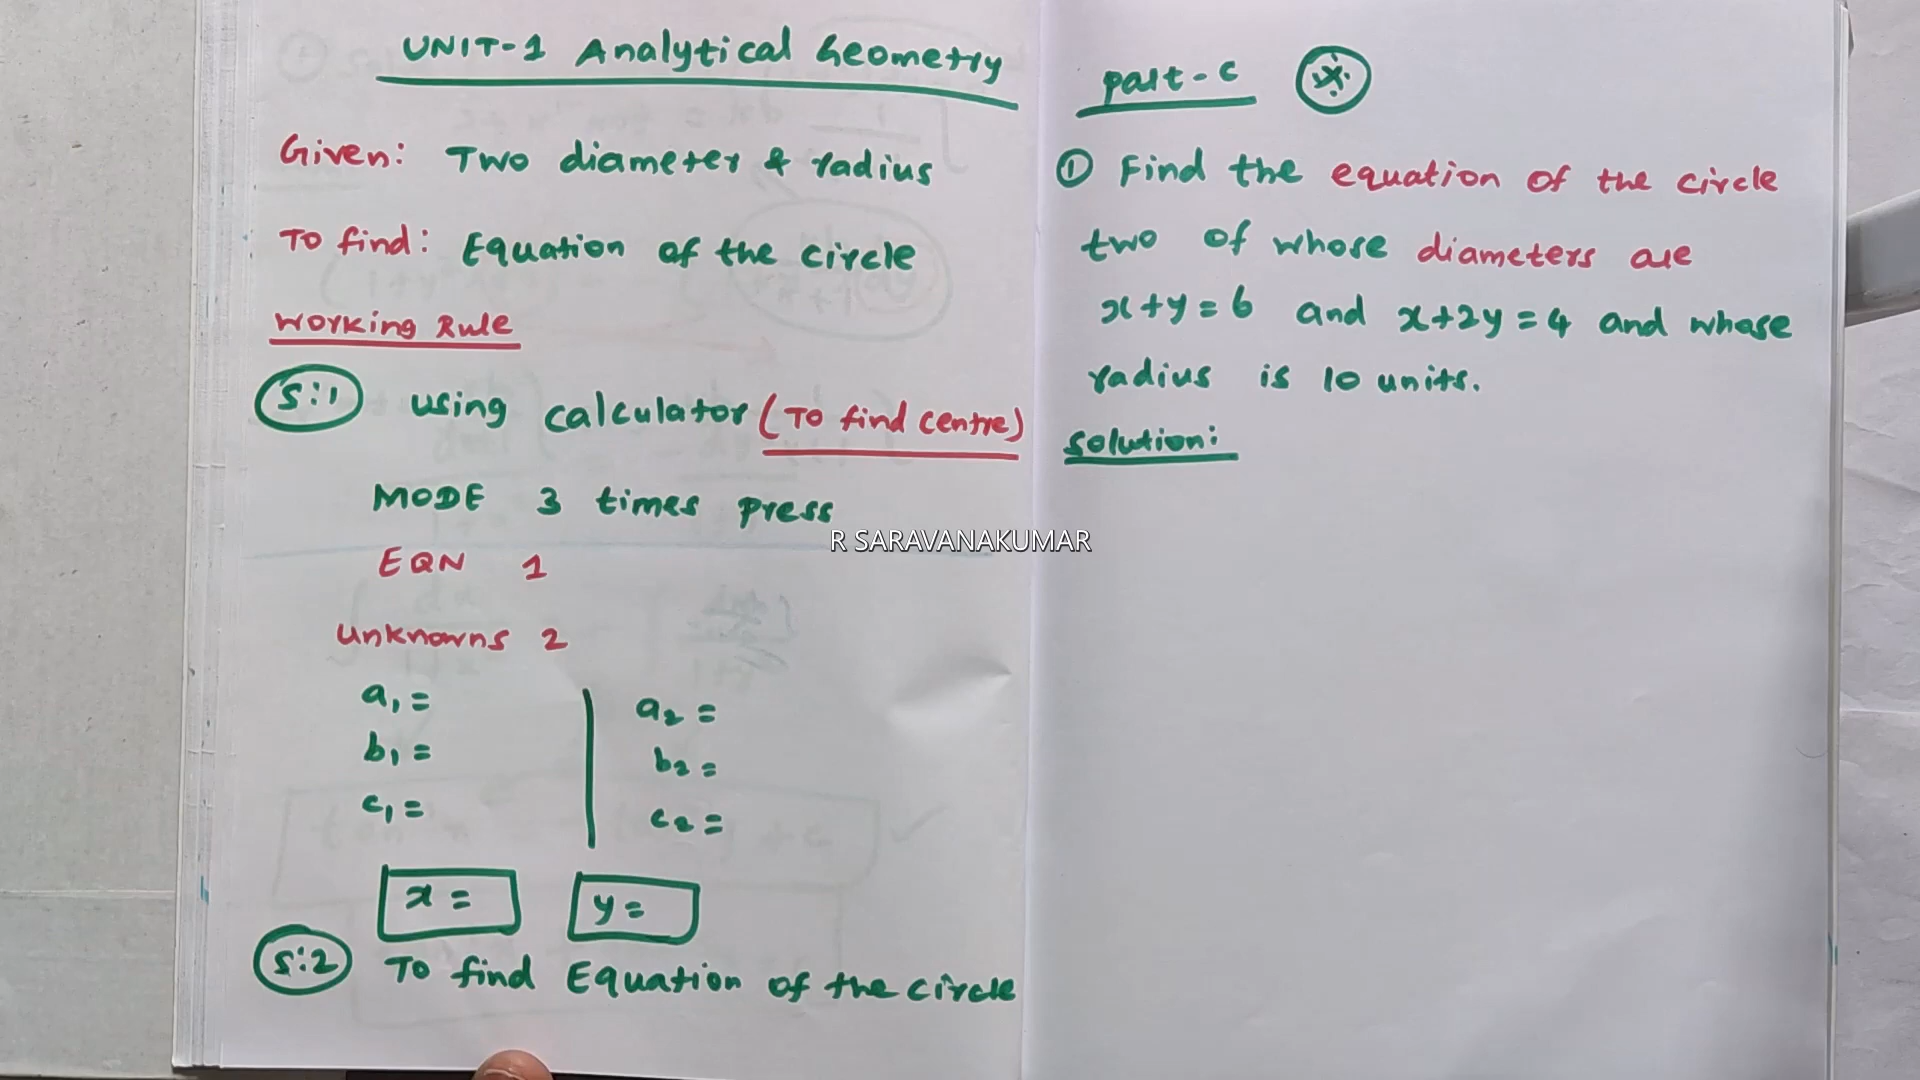 UNIT-1 Analytical Geometry
Given: Two diameter & radius
To find: Equation of the circle
Working Rule
S:1 using calculator (To find centre)
MODE 3 times press
EQN 1
unknowns 2
a₁ =
b₁ =
c₁ =
a₂ =
b₂ =
c₂ =
x =
y =
S:2 To find Equation of the circle
part-c
① Find the equation of the circle
two of whose diameters are
x+y=6 and x+2y=4 and whose
radius is 10 units.
solution:
R SARAVANAKUMAR